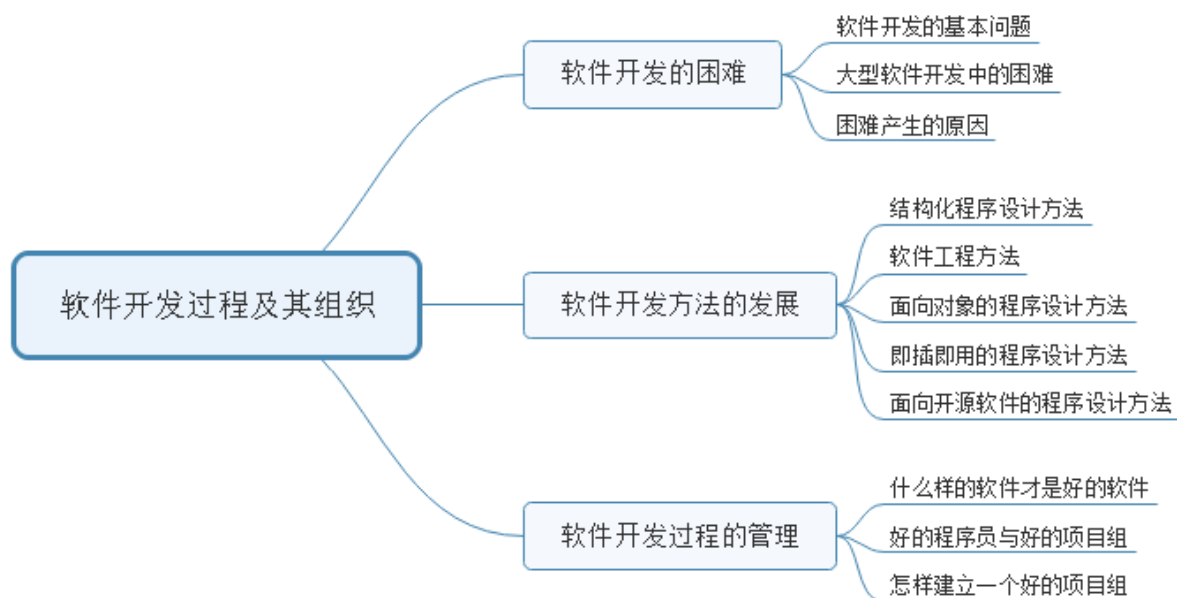 软件开发过程及其组织
软件开发的困难
软件开发的基本问题
大型软件开发中的困难
困难产生的原因
软件开发方法的发展
结构化程序设计方法
软件工程方法
面向对象的程序设计方法
即插即用的程序设计方法
面向开源软件的程序设计方法
软件开发过程的管理
什么样的软件才是好的软件
好的程序员与好的项目组
怎样建立一个好的项目组